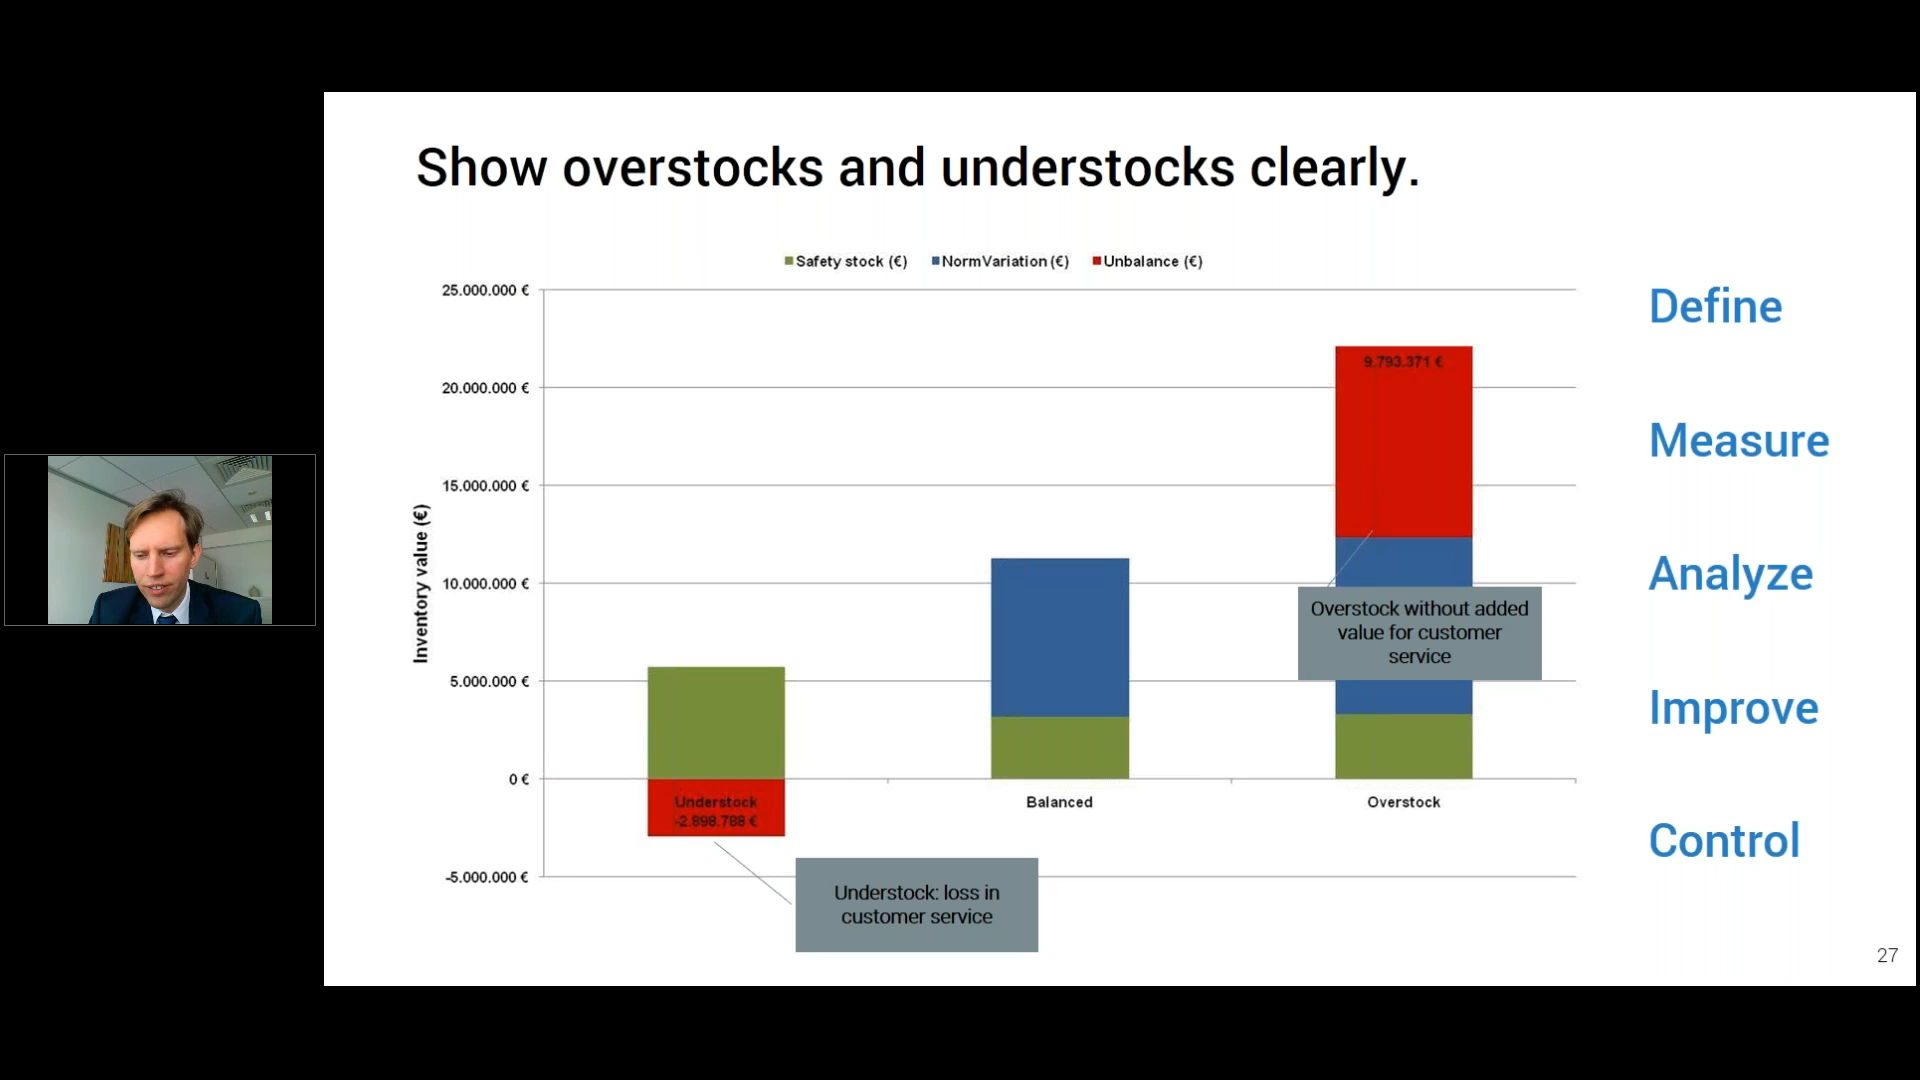 Show overstocks and understocks clearly.
Safety stock (€) NormVariation (€) Unbalance (€)
25.000.000 €
20.000.000 €
15.000.000 €
10.000.000 €
5.000.000 €
0 €
-5.000.000 €
Inventory value (€)
9.793.371 €
Overstock without added
value for customer
service
Understock
-2.898.788 €
Balanced
Overstock
Understock: loss in
customer service
Define
Measure
Analyze
Improve
Control
27